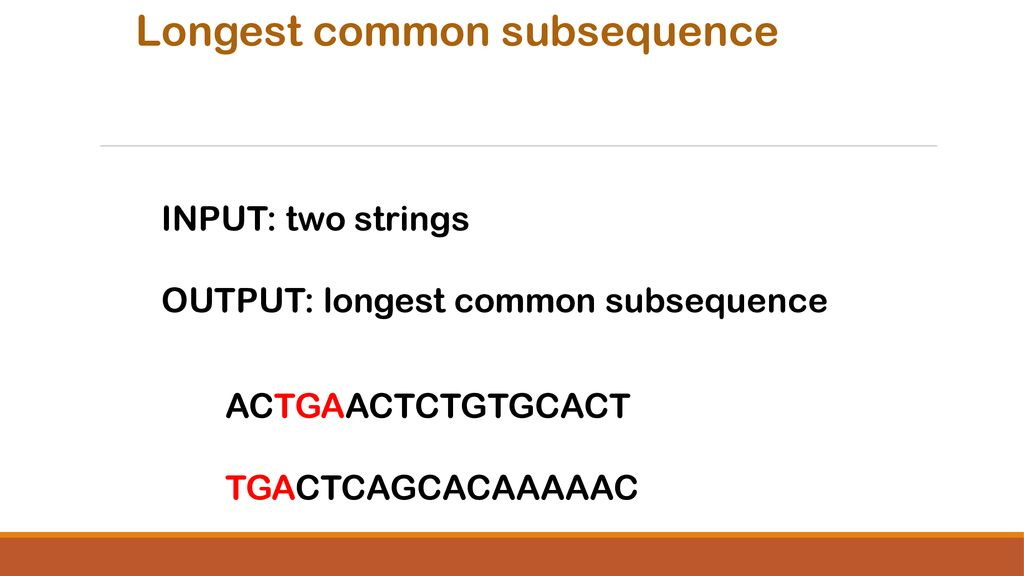 Longest common subsequence
INPUT: two strings
OUTPUT: longest common subsequence
ACTGAACTCTGTGCACT
TGACTCAGCACAAAAAC